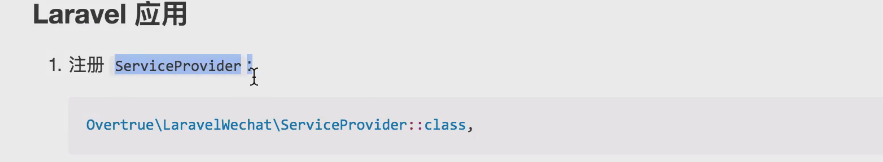 Laravel 应用
1. 注册 ServiceProvider :
Overtrue\LaravelWechat\ServiceProvider::class,